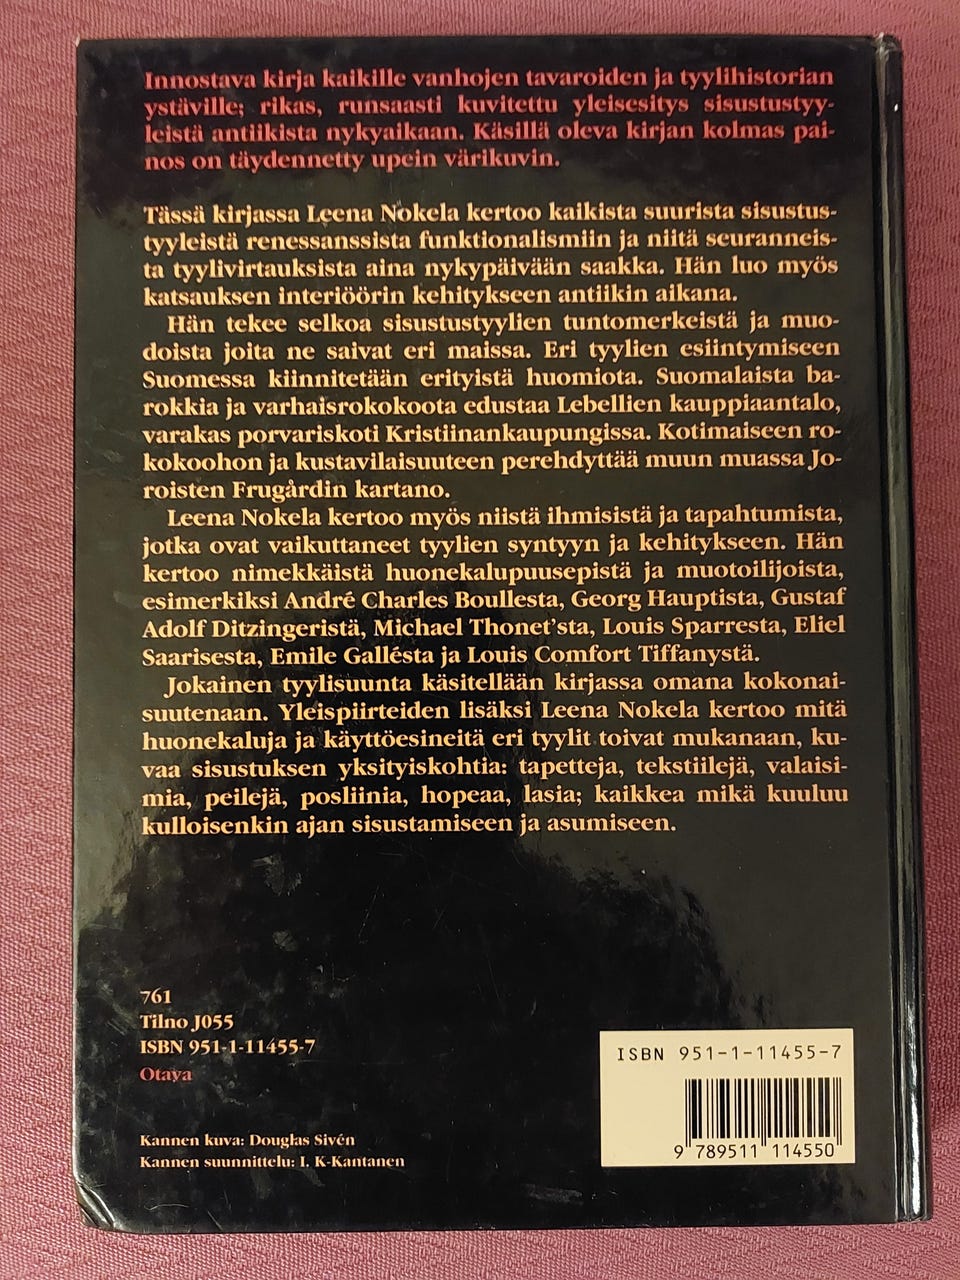 Innostava kirja kaikille vanhojen tavaroiden ja tyylihistorian
ystäville; rikas, runsaasti kuvitettu yleisesitys sisustustyy-
leistä antiikista nykyaikaan. Käsillä oleva kirjan kolmas pai-
nos on täydennetty upein värikuvin.
Tässä kirjassa Leena Nokela kertoo kaikista suurista sisustus-
tyyleistä renessanssista funktionalismiin ja niitä seuranneis-
ta tyylivirtauksista aina nykypäivään saakka. Hän luo myös
katsauksen interiöörin kehitykseen antiikin aikana.
Hän tekee selkoa sisustustyylien tuntomerkeistä ja muo-
doista joita ne saivat eri maissa. Eri tyylien esiintymiseen
Suomessa kiinnitetään erityistä huomiota. Suomalaista ba-
rokkia ja varhaisrokokoota edustaa Lebellien kauppiaantalo,
varakas porvariskoti Kristiinankaupungissa. Kotimaiseen ro-
kokoohon ja kustavilaisuuteen perehdyttää muun muassa Jo-
roisten Frugårdin kartano.
Leena Nokela kertoo myös niistä ihmisistä ja tapahtumista,
jotka ovat vaikuttaneet tyylien syntyyn ja kehitykseen. Hän
kertoo nimekkäistä huonekalupuusepistä ja muotoilijoista,
esimerkiksi André Charles Boullesta, Georg Hauptista, Gustaf
Adolf Ditzingeristä, Michael Thonet'sta, Louis Sparresta, Eliel
Saarisesta, Emile Gallésta ja Louis Comfort Tiffanystä.
Jokainen tyylisuunta käsitellään kirjassa omana kokonai-
suutenaan. Yleispiirteiden lisäksi Leena Nokela kertoo mitä
huonekaluja ja käyttöesineitä eri tyylit toivat mukanaan, ku-
vaa sisustuksen yksityiskohtia: tapetteja, tekstiilejä, valaisi-
mia, peilejä, posliinia, hopeaa, lasia; kaikkea mikä kuuluu
kulloisenkin ajan sisustamiseen ja asumiseen.
761
Tilno J055
ISBN 951-1-11455-7
Otava
Kannen kuva: Douglas Sivén
Kannen suunnittelu: I. K-Kantanen
ISBN 951-1-11455-7
9 789511 114550